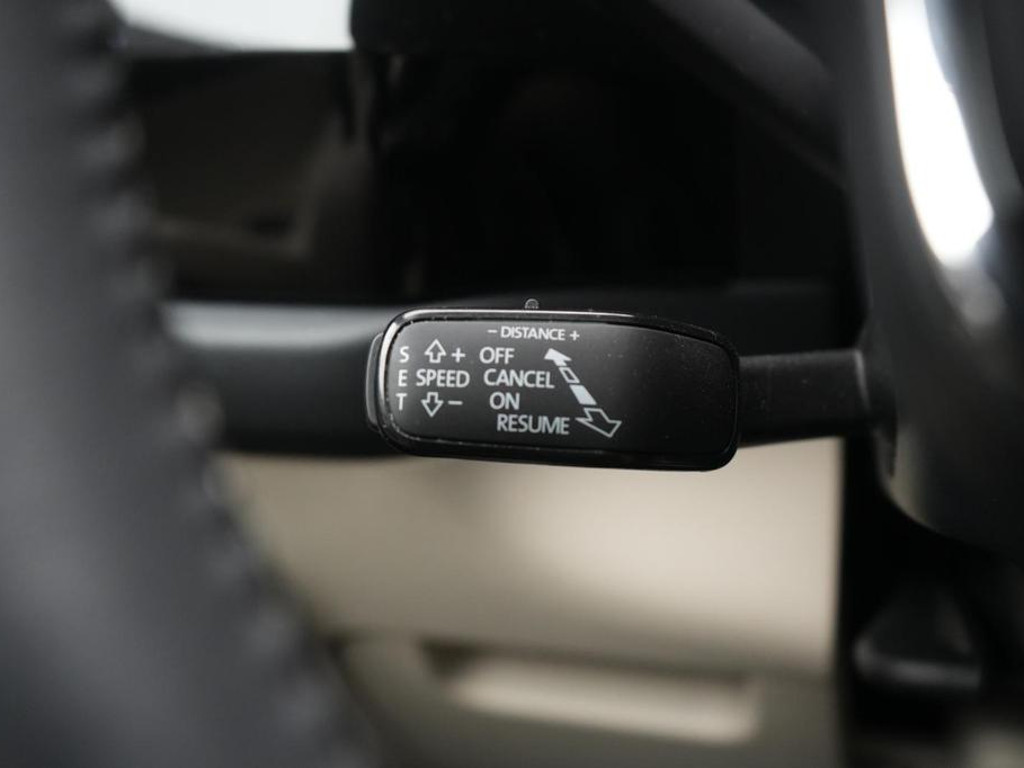 – DISTANCE +
S + OFF
E SPEED CANCEL
T – ON
RESUME